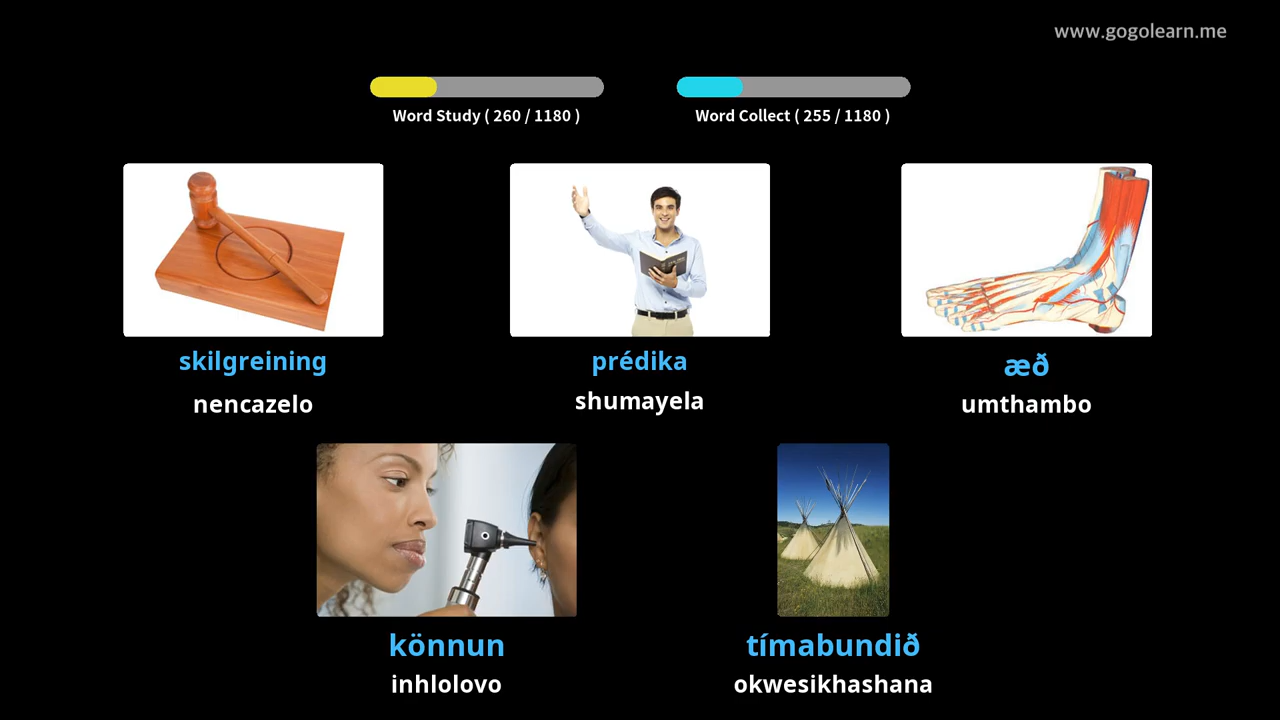 www.gogolearn.me
Word Study ( 260 / 1180 )
Word Collect ( 255 / 1180 )
skilgreining
nencazelo
prédika
shumayela
æð
umthambo
könnun
inhlolovo
tímabundið
okwesikhashana